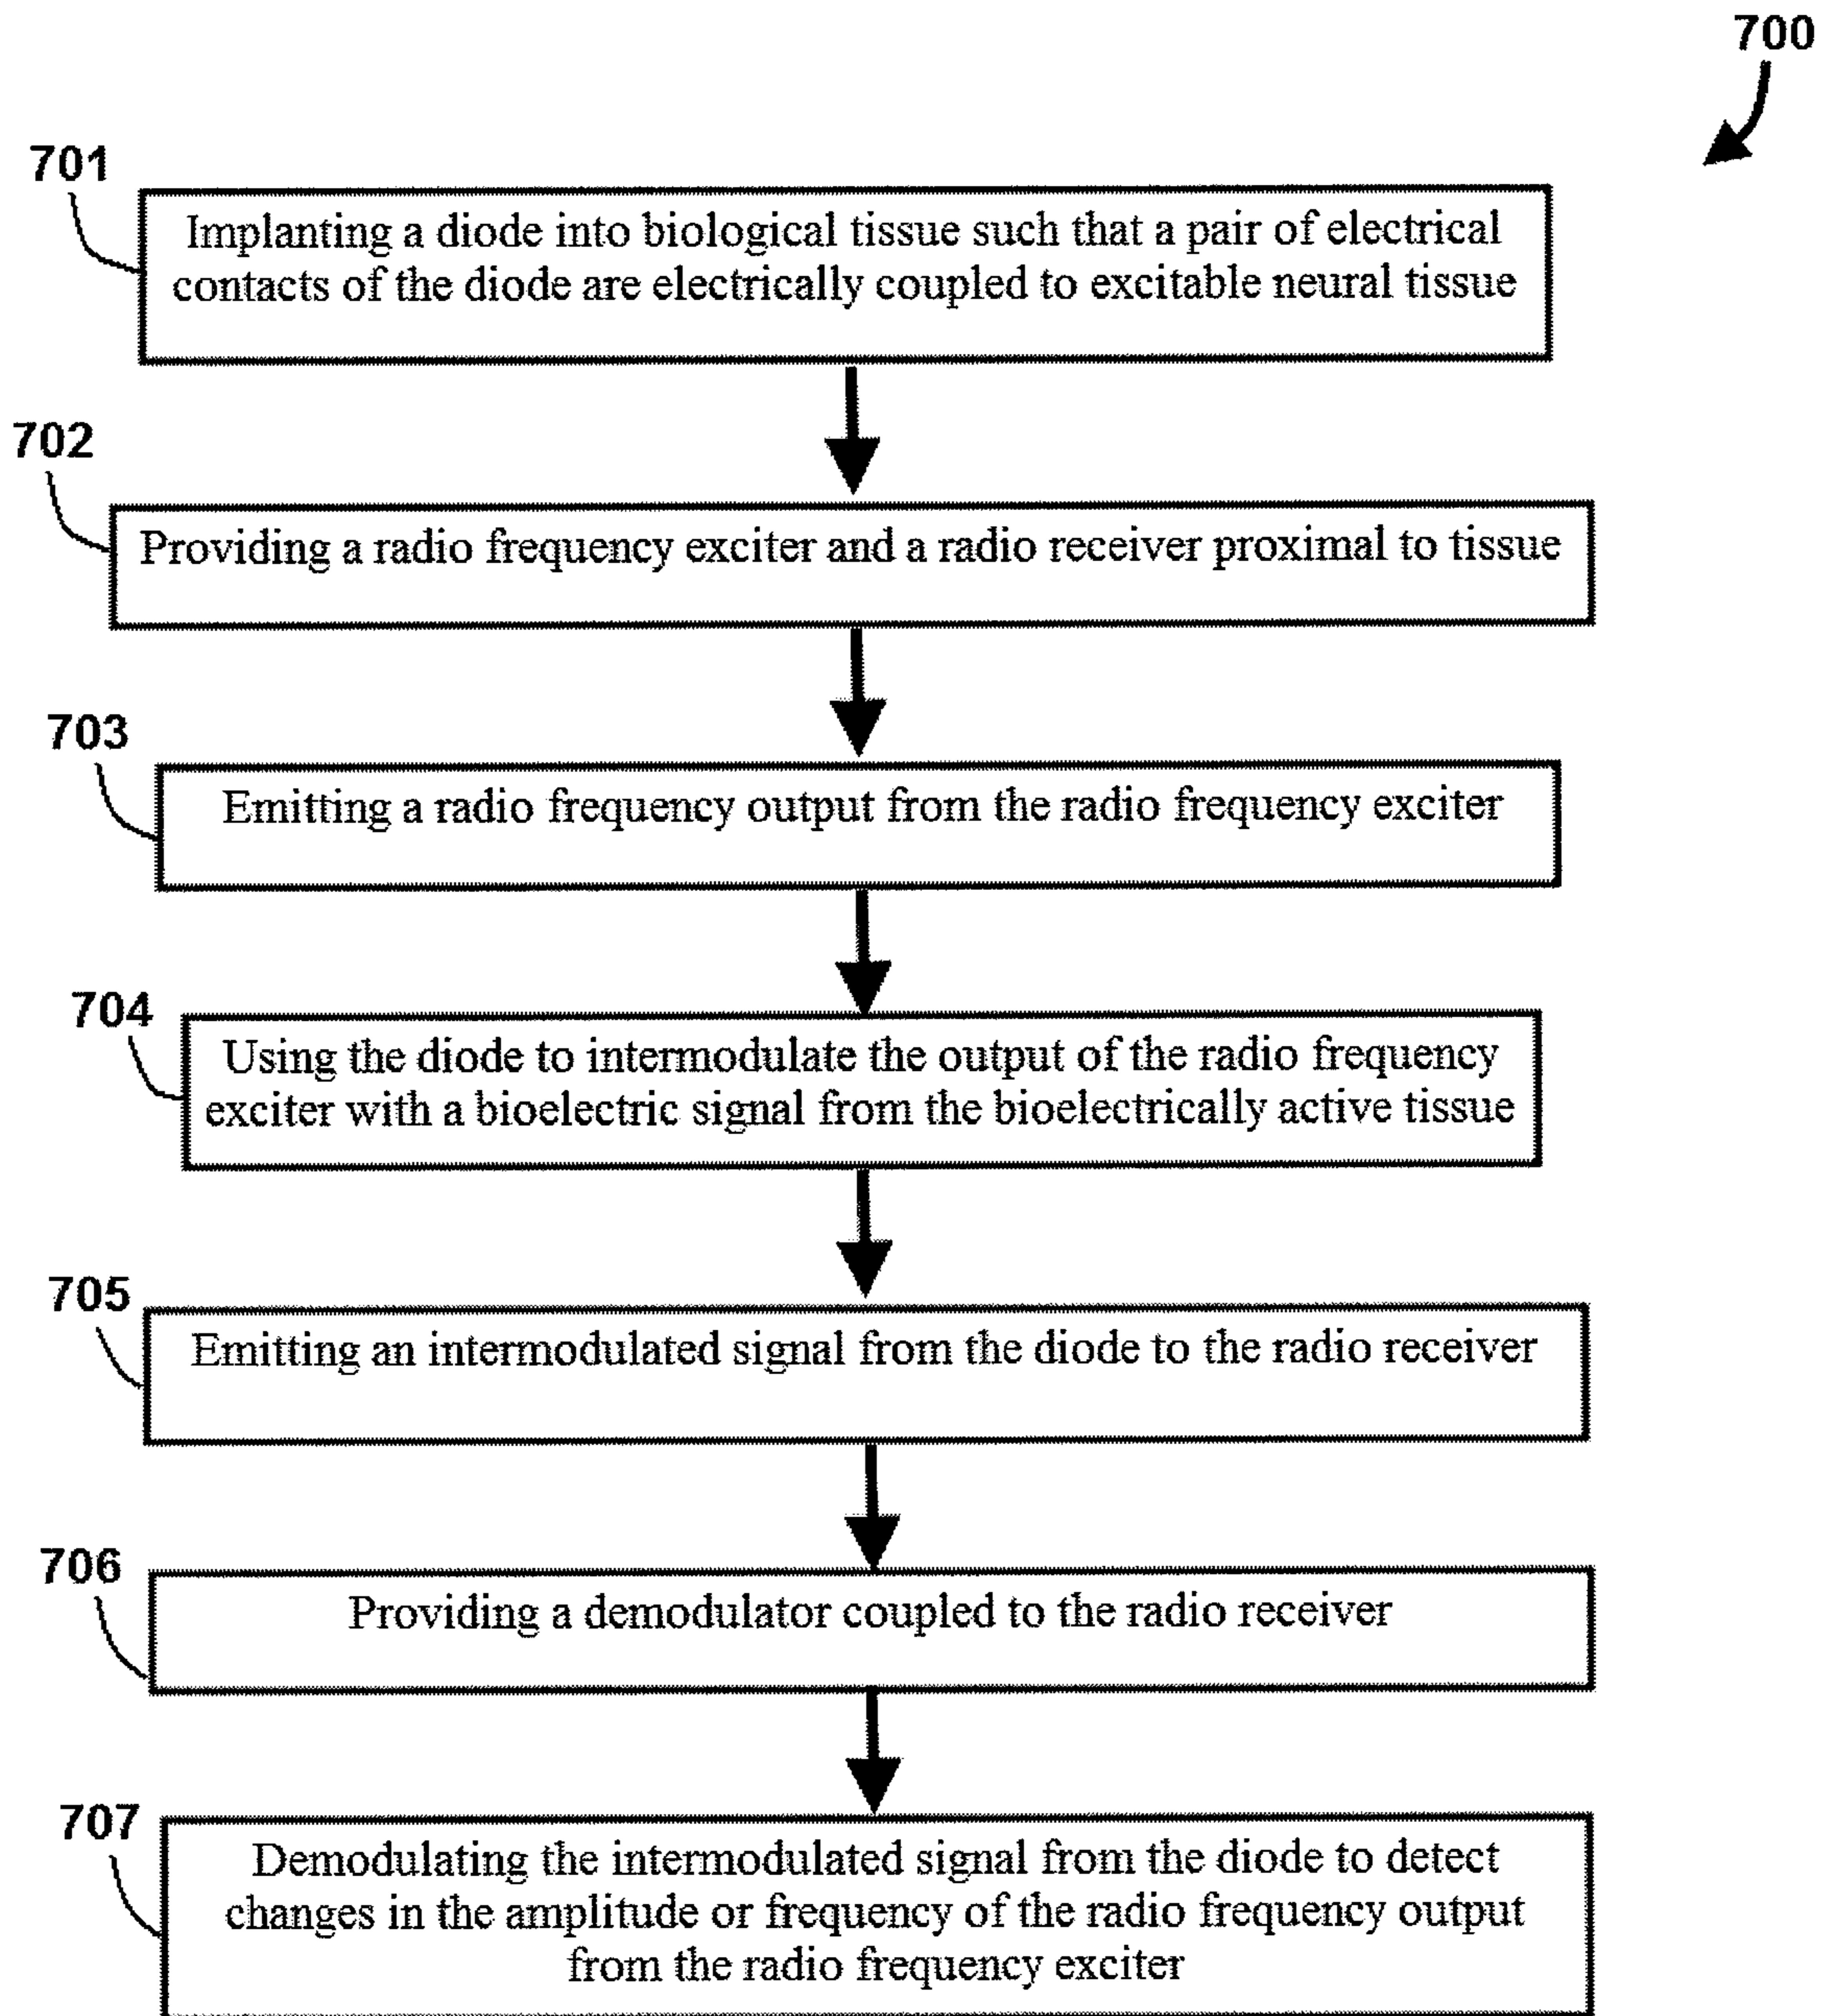 700
701
Implanting a diode into biological tissue such that a pair of electrical
contacts of the diode are electrically coupled to excitable neural tissue
702
Providing a radio frequency exciter and a radio receiver proximal to tissue
703
Emitting a radio frequency output from the radio frequency exciter
704
Using the diode to intermodulate the output of the radio frequency
exciter with a bioelectric signal from the bioelectrically active tissue
705
Emitting an intermodulated signal from the diode to the radio receiver
706
Providing a demodulator coupled to the radio receiver
707
Demodulating the intermodulated signal from the diode to detect
changes in the amplitude or frequency of the radio frequency output
from the radio frequency exciter